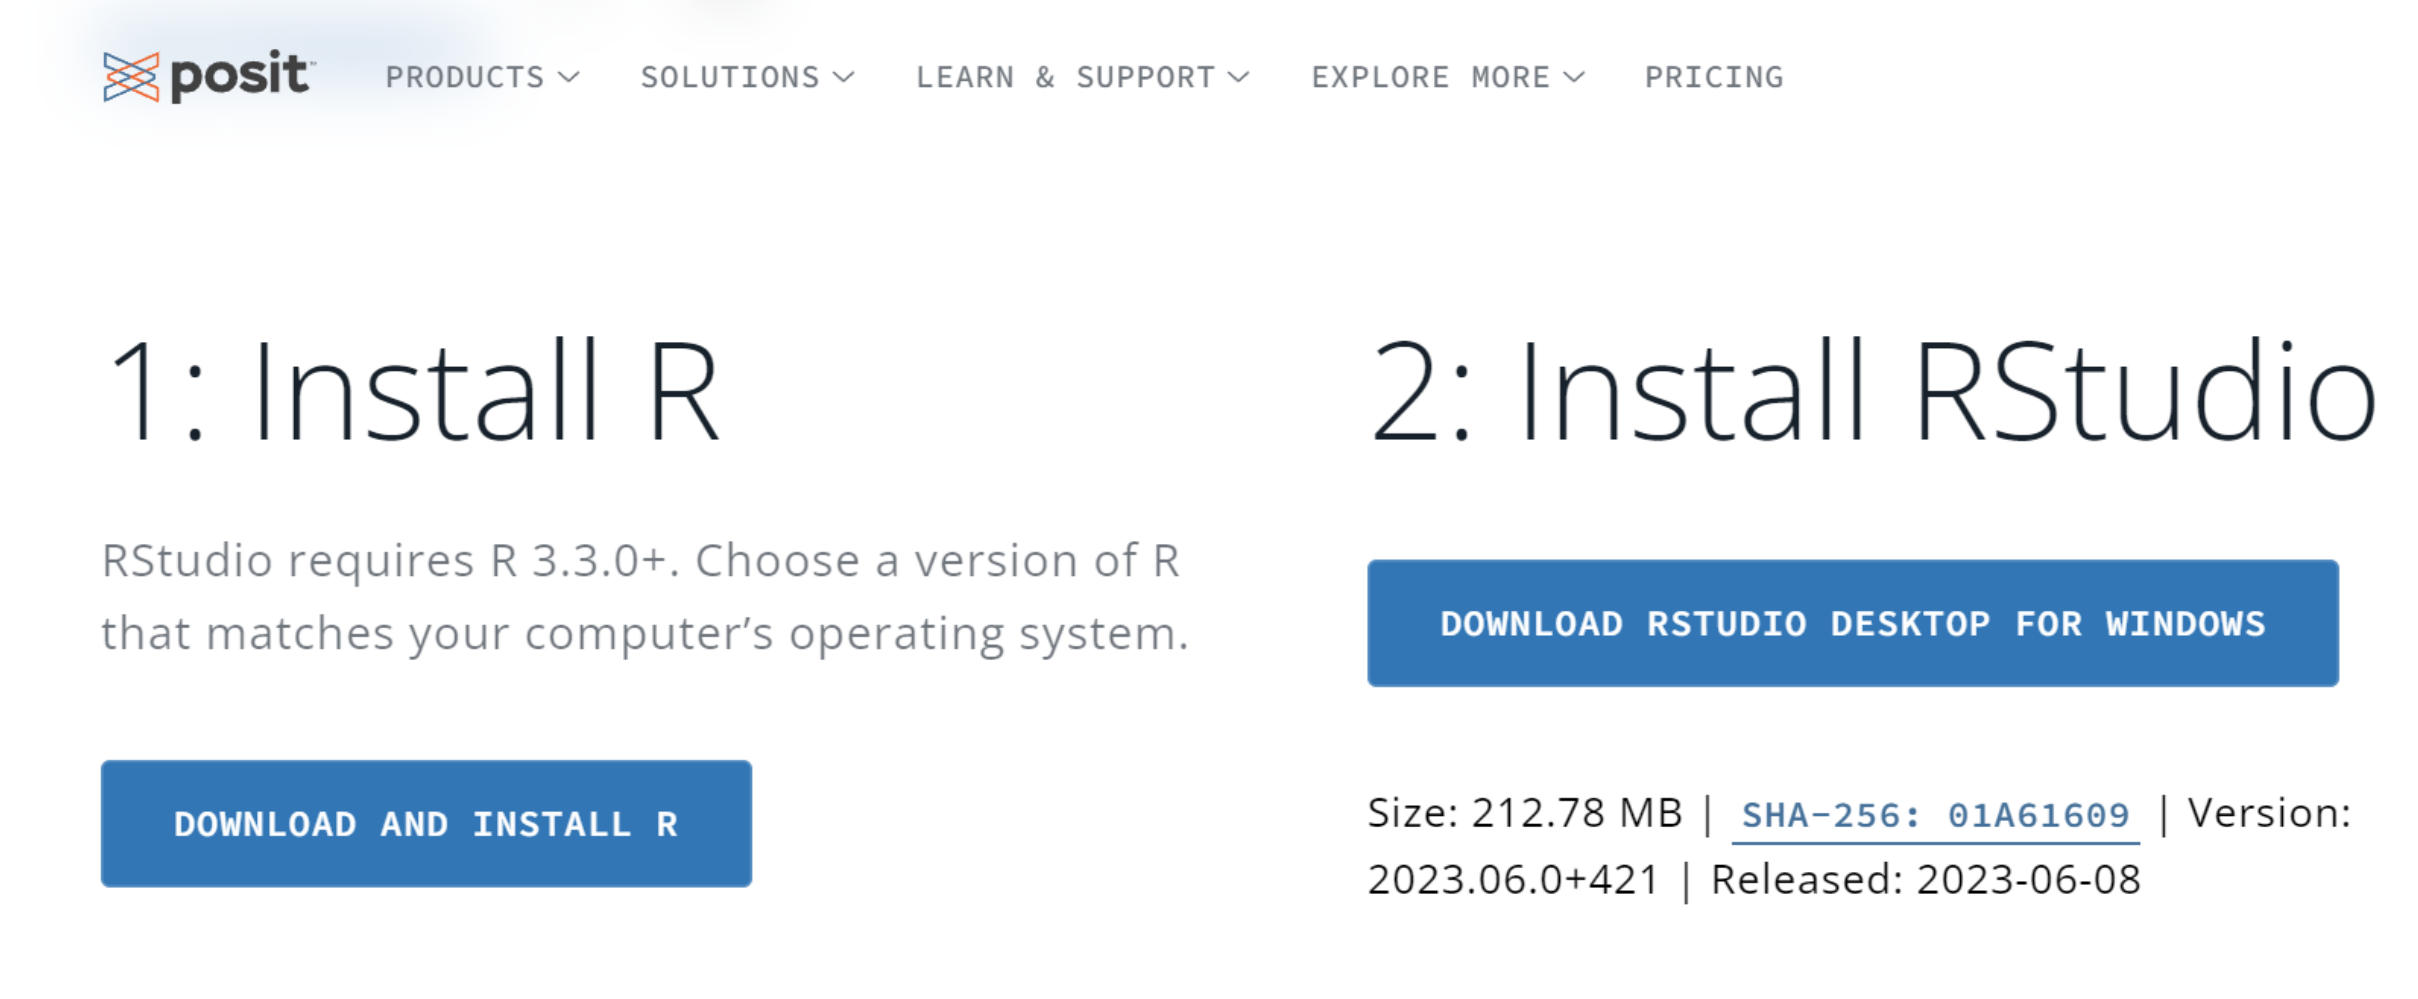 posit™ PRODUCTS SOLUTIONS LEARN & SUPPORT EXPLORE MORE PRICING
1: Install R
RStudio requires R 3.3.0+. Choose a version of R
that matches your computer’s operating system.
DOWNLOAD AND INSTALL R
2: Install RStudio
DOWNLOAD RSTUDIO DESKTOP FOR WINDOWS
Size: 212.78 MB | SHA-256: 01A61609 | Version:
2023.06.0+421 | Released: 2023-06-08